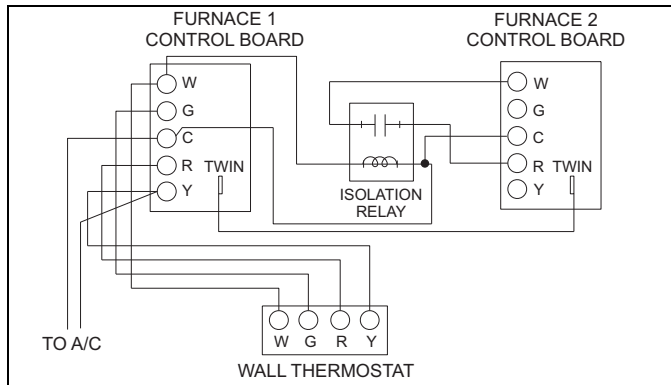 FURNACE 1
CONTROL BOARD
W
G
C
R
Y
TWIN
FURNACE 2
CONTROL BOARD
W
G
C
R
Y
TWIN
ISOLATION
RELAY
TO A/C
W G R Y
WALL THERMOSTAT